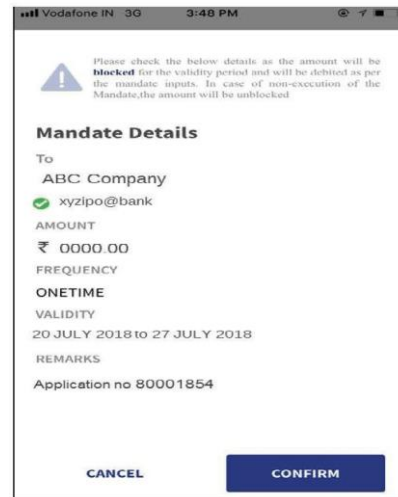 Vodafone IN 3G 3:48 PM
Please check the below details as the amount will be
blocked for the validity period and will be debited as per
the mandate inputs. In case of non-execution of the
Mandate,the amount will be unblocked
Mandate Details
To
ABC Company
xyzipo@bank
AMOUNT
₹ 0000.00
FREQUENCY
ONETIME
VALIDITY
20 JULY 2018 to 27 JULY 2018
REMARKS
Application no 80001854
CANCEL CONFIRM